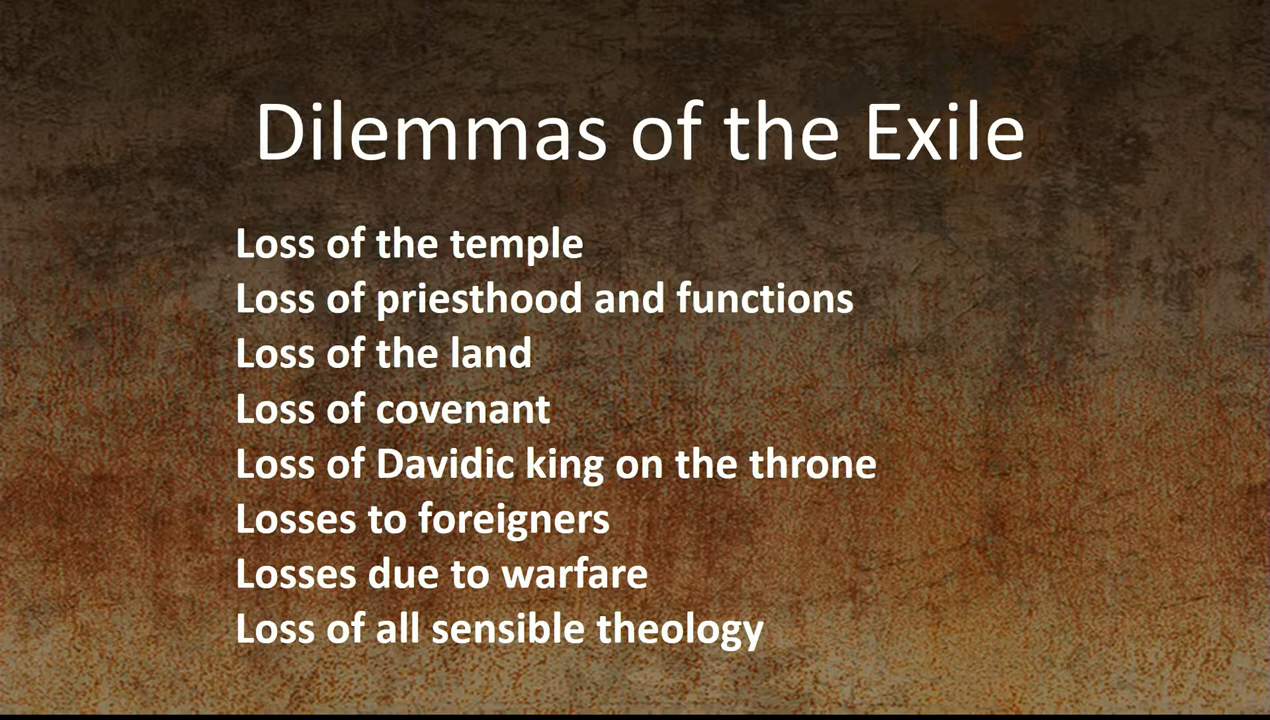 Dilemmas of the Exile
Loss of the temple
Loss of priesthood and functions
Loss of the land
Loss of covenant
Loss of Davidic king on the throne
Losses to foreigners
Losses due to warfare
Loss of all sensible theology